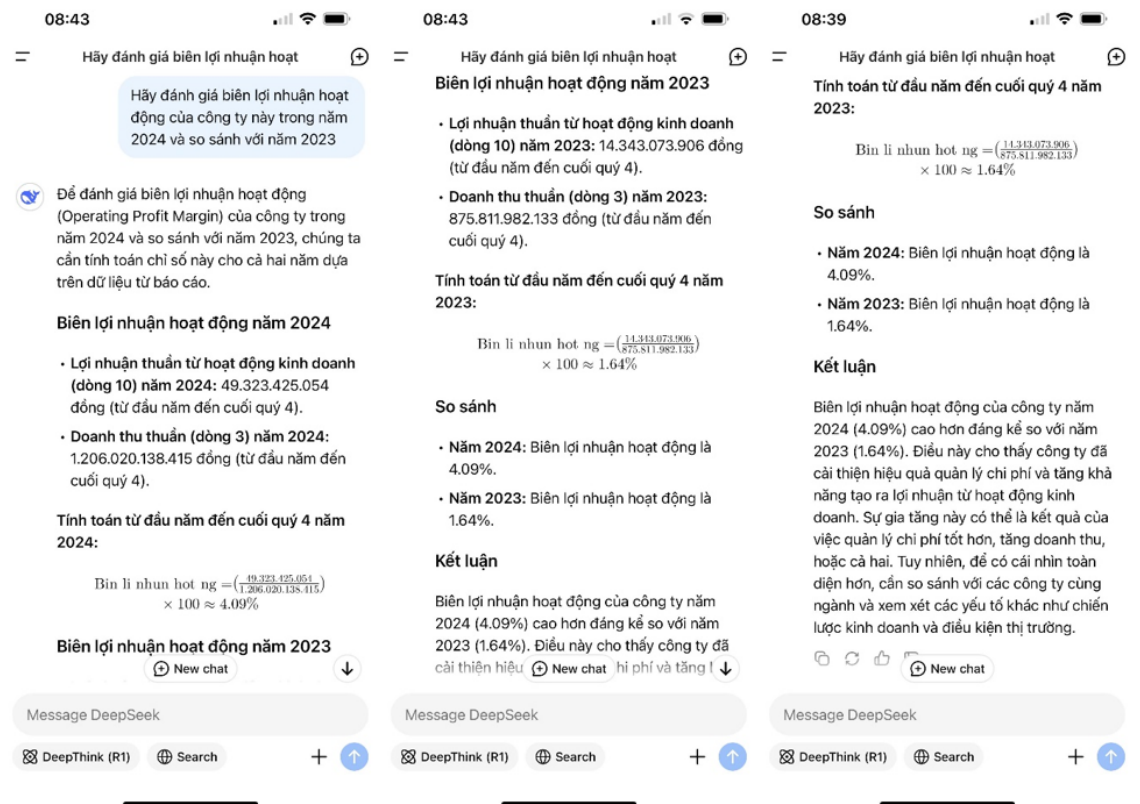 08:43
Hãy đánh giá biên lợi nhuận hoạt
Hãy đánh giá biên lợi nhuận hoạt
động của công ty này trong năm
2024 và so sánh với năm 2023
Để đánh giá biên lợi nhuận hoạt động
(Operating Profit Margin) của công ty trong
năm 2024 và so sánh với năm 2023, chúng ta
cần tính toán chỉ số này cho cả hai năm dựa
trên dữ liệu từ báo cáo.
Biên lợi nhuận hoạt động năm 2024
• Lợi nhuận thuần từ hoạt động kinh doanh
(dòng 10) năm 2024: 49.323.425.054
đồng (từ đầu năm đến cuối quý 4).
• Doanh thu thuần (dòng 3) năm 2024:
1.206.020.138.415 đồng (từ đầu năm đến
cuối quý 4).
Tính toán từ đầu năm đến cuối quý 4 năm
2024:
Bin li nhun hot ng =(49.323.425.054/1.206.020.138.415)
× 100 ≈ 4.09%
Biên lợi nhuận hoạt động năm 2023
New chat
Message DeepSeek
DeepThink (R1) Search
08:43
Hãy đánh giá biên lợi nhuận hoạt
Biên lợi nhuận hoạt động năm 2023
• Lợi nhuận thuần từ hoạt động kinh doanh
(dòng 10) năm 2023: 14.343.073.906 đồng
(từ đầu năm đến cuối quý 4).
• Doanh thu thuần (dòng 3) năm 2023:
875.811.982.133 đồng (từ đầu năm đến
cuối quý 4).
Tính toán từ đầu năm đến cuối quý 4 năm
2023:
Bin li nhun hot ng =(14.343.073.906/875.811.982.133)
× 100 ≈ 1.64%
So sánh
• Năm 2024: Biên lợi nhuận hoạt động là
4.09%.
• Năm 2023: Biên lợi nhuận hoạt động là
1.64%.
Kết luận
Biên lợi nhuận hoạt động của công ty năm
2024 (4.09%) cao hơn đáng kể so với năm
2023 (1.64%). Điều này cho thấy công ty đã
cải thiện hiệu New chat hi phí và tăng
Message DeepSeek
DeepThink (R1) Search
08:39
Hãy đánh giá biên lợi nhuận hoạt
Tính toán từ đầu năm đến cuối quý 4 năm
2023:
Bin li nhun hot ng =(14.343.073.906/875.811.982.133)
× 100 ≈ 1.64%
So sánh
• Năm 2024: Biên lợi nhuận hoạt động là
4.09%.
• Năm 2023: Biên lợi nhuận hoạt động là
1.64%.
Kết luận
Biên lợi nhuận hoạt động của công ty năm
2024 (4.09%) cao hơn đáng kể so với năm
2023 (1.64%). Điều này cho thấy công ty đã
cải thiện hiệu quả quản lý chi phí và tăng khả
năng tạo ra lợi nhuận từ hoạt động kinh
doanh. Sự gia tăng này có thể là kết quả của
việc quản lý chi phí tốt hơn, tăng doanh thu,
hoặc cả hai. Tuy nhiên, để có cái nhìn toàn
diện hơn, cần so sánh với các công ty cùng
ngành và xem xét các yếu tố khác như chiến
lược kinh doanh và điều kiện thị trường.
New chat
Message DeepSeek
DeepThink (R1) Search